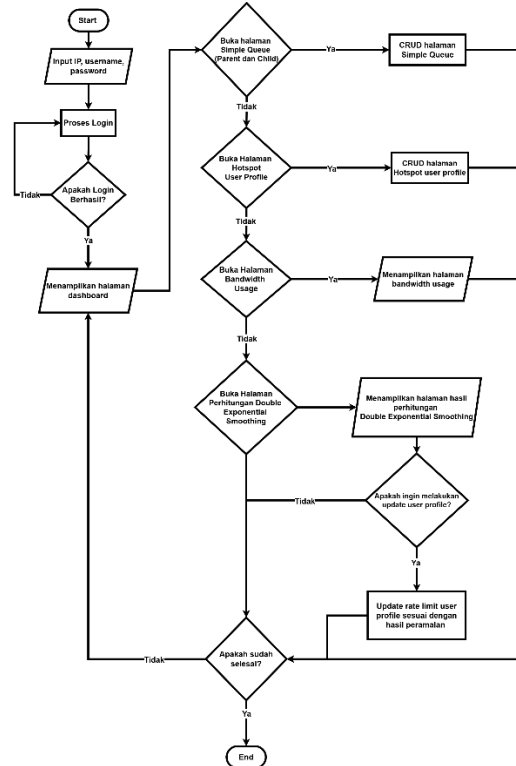 Start
Input IP, username,
password
Proses Login
Tidak
Apakah Login
Berhasil?
Ya
Menampilkan halaman
dashboard
Buka halaman
Simple Queue
(Parent dan Child)
Ya
CRUD halaman
Simple Queue
Tidak
Buka Halaman
Hotspot
User Profile
Ya
CRUD halaman
Hotspot user profile
Tidak
Buka Halaman
Bandwidth
Usage
Ya
Menampilkan halaman
bandwidth usage
Tidak
Buka Halaman
Perhitungan Double
Exponential
Smoothing
Menampilkan halaman hasil
perhitungan
Double Exponential Smoothing
Tidak
Apakah ingin melakukan
update user profile?
Ya
Update rate limit user
profile sesuai dengan
hasil peramalan
Tidak
Apakah sudah
selesai?
Ya
End